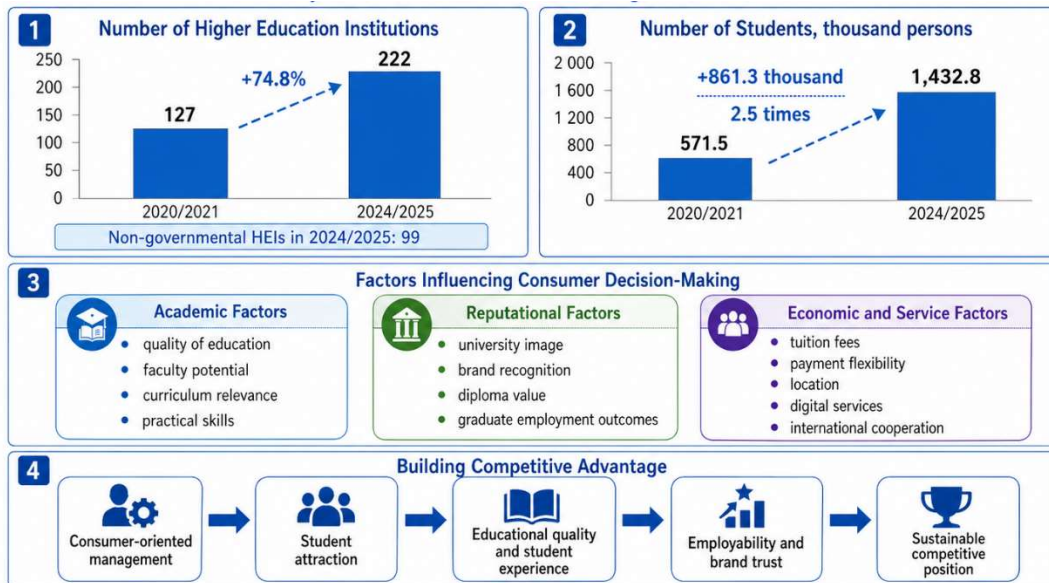 1
Number of Higher Education Institutions
250
200
150
100
50
0
127
+74.8%
222
2020/2021
2024/2025
Non-governmental HEIs in 2024/2025: 99
2
Number of Students, thousand persons
2 000
1 600
1 200
800
400
0
+861.3 thousand
2.5 times
571.5
1,432.8
2020/2021
2024/2025
3
Factors Influencing Consumer Decision-Making
Academic Factors
• quality of education
• faculty potential
• curriculum relevance
• practical skills
Reputational Factors
• university image
• brand recognition
• diploma value
• graduate employment outcomes
Economic and Service Factors
• tuition fees
• payment flexibility
• location
• digital services
• international cooperation
4
Building Competitive Advantage
Consumer-oriented
management
Student
attraction
Educational quality
and student
experience
Employability and
brand trust
Sustainable
competitive
position